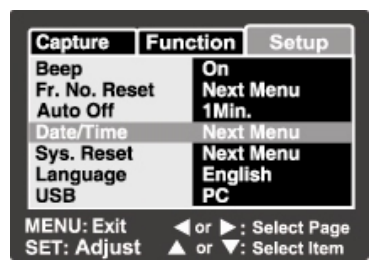 Capture Function Setup
Beep On
Fr. No. Reset Next Menu
Auto Off 1Min.
Date/Time Next Menu
Sys. Reset Next Menu
Language English
USB PC
MENU: Exit ◀ or ▶: Select Page
SET: Adjust ▲ or ▼: Select Item